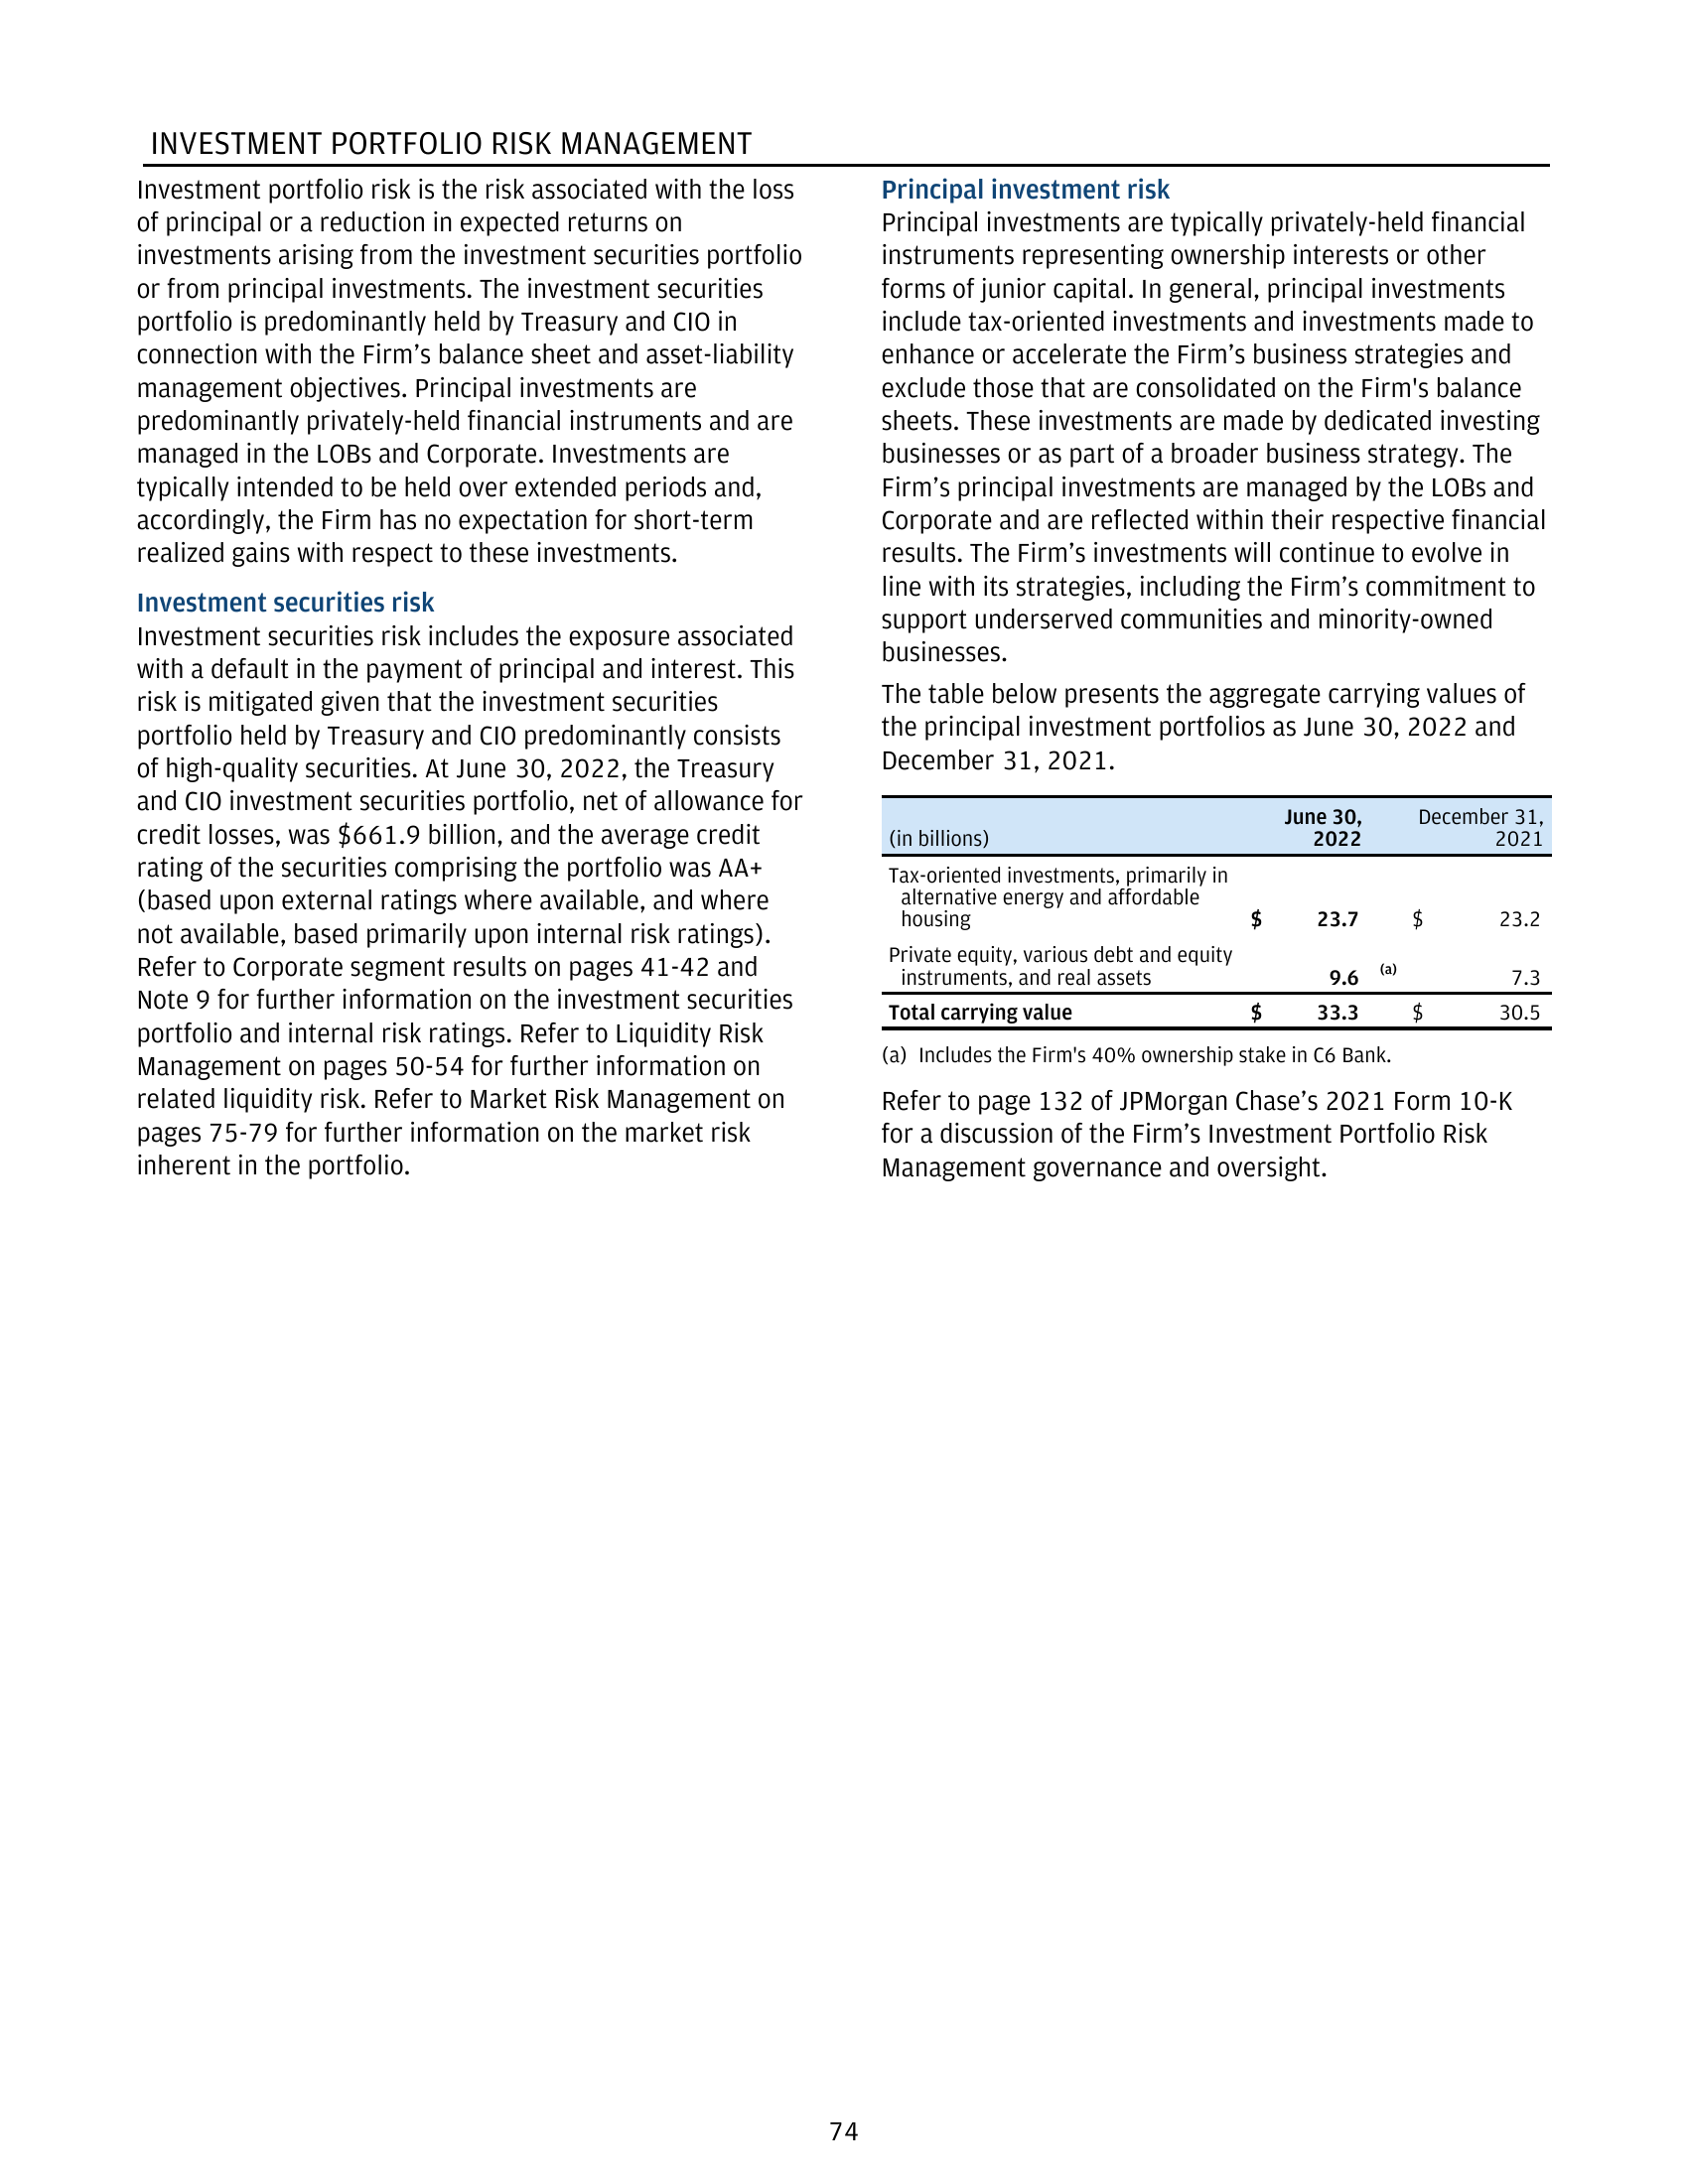 INVESTMENT PORTFOLIO RISK MANAGEMENT
Investment portfolio risk is the risk associated with the loss
of principal or a reduction in expected returns on
investments arising from the investment securities portfolio
or from principal investments. The investment securities
portfolio is predominantly held by Treasury and CIO in
connection with the Firm’s balance sheet and asset-liability
management objectives. Principal investments are
predominantly privately-held financial instruments and are
managed in the LOBs and Corporate. Investments are
typically intended to be held over extended periods and,
accordingly, the Firm has no expectation for short-term
realized gains with respect to these investments.
Investment securities risk
Investment securities risk includes the exposure associated
with a default in the payment of principal and interest. This
risk is mitigated given that the investment securities
portfolio held by Treasury and CIO predominantly consists
of high-quality securities. At June 30, 2022, the Treasury
and CIO investment securities portfolio, net of allowance for
credit losses, was $661.9 billion, and the average credit
rating of the securities comprising the portfolio was AA+
(based upon external ratings where available, and where
not available, based primarily upon internal risk ratings).
Refer to Corporate segment results on pages 41-42 and
Note 9 for further information on the investment securities
portfolio and internal risk ratings. Refer to Liquidity Risk
Management on pages 50-54 for further information on
related liquidity risk. Refer to Market Risk Management on
pages 75-79 for further information on the market risk
inherent in the portfolio.
Principal investment risk
Principal investments are typically privately-held financial
instruments representing ownership interests or other
forms of junior capital. In general, principal investments
include tax-oriented investments and investments made to
enhance or accelerate the Firm’s business strategies and
exclude those that are consolidated on the Firm's balance
sheets. These investments are made by dedicated investing
businesses or as part of a broader business strategy. The
Firm’s principal investments are managed by the LOBs and
Corporate and are reflected within their respective financial
results. The Firm’s investments will continue to evolve in
line with its strategies, including the Firm’s commitment to
support underserved communities and minority-owned
businesses.
The table below presents the aggregate carrying values of
the principal investment portfolios as June 30, 2022 and
December 31, 2021.
June 30, December 31,
(in billions) 2022 2021
Tax-oriented investments, primarily in
alternative energy and affordable
housing $ 23.7 $ 23.2
Private equity, various debt and equity
instruments, and real assets 9.6 (a) 7.3
Total carrying value $ 33.3 $ 30.5
(a) Includes the Firm's 40% ownership stake in C6 Bank.
Refer to page 132 of JPMorgan Chase’s 2021 Form 10-K
for a discussion of the Firm’s Investment Portfolio Risk
Management governance and oversight.
74